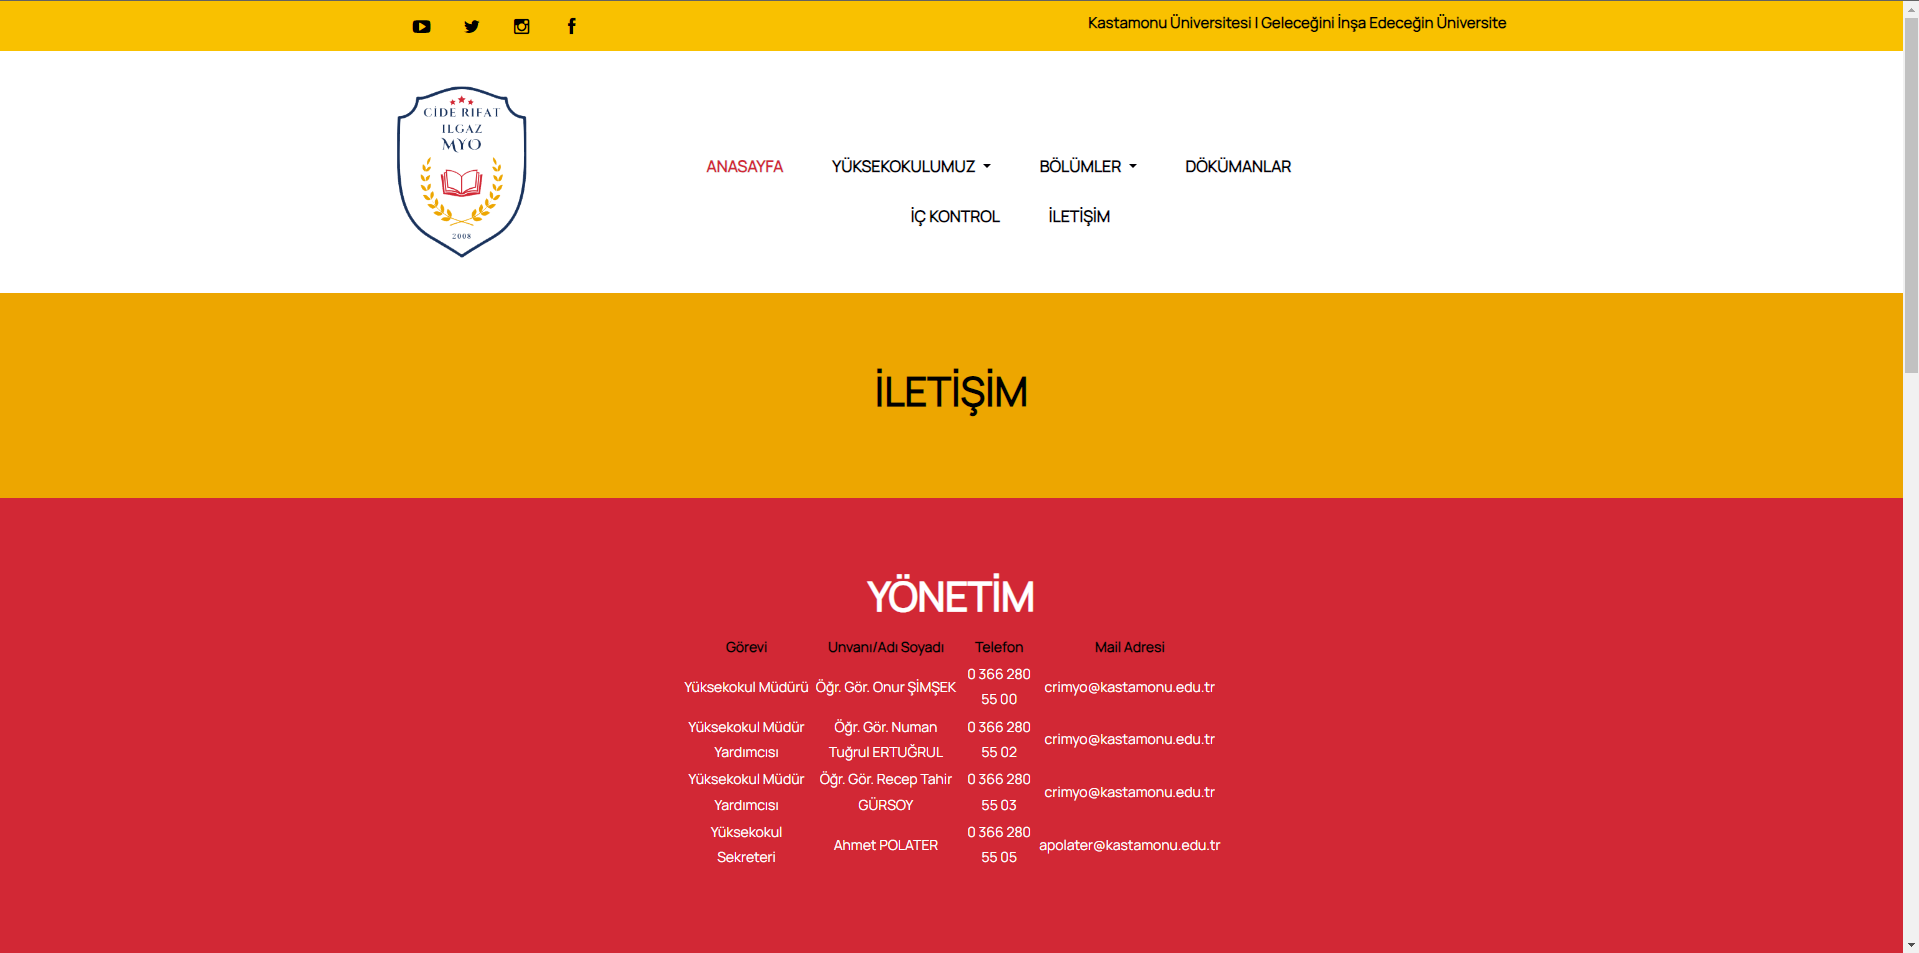 Kastamonu Üniversitesi | Geleceğini İnşa Edeceğin Üniversite
CİDE RIFAT
ILGAZ
MYO
2008
ANASAYFA YÜKSEKOKULUMUZ BÖLÜMLER DÖKÜMANLAR
İÇ KONTROL İLETİŞİM
İLETİŞİM
YÖNETİM
Görevi Unvanı/Adı Soyadı Telefon Mail Adresi
Yüksekokul Müdürü Öğr. Gör. Onur ŞİMŞEK 0 366 280
55 00 crimyo@kastamonu.edu.tr
Yüksekokul Müdür Öğr. Gör. Numan 0 366 280
Yardımcısı Tuğrul ERTUĞRUL 55 02 crimyo@kastamonu.edu.tr
Yüksekokul Müdür Öğr. Gör. Recep Tahir 0 366 280
Yardımcısı GÜRSOY 55 03 crimyo@kastamonu.edu.tr
Yüksekokul 0 366 280
Sekreteri Ahmet POLATER 55 05 apolater@kastamonu.edu.tr